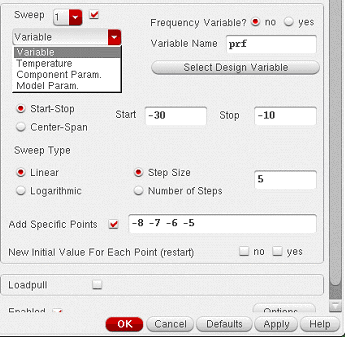 Sweep 1 Frequency Variable? no yes
Variable Variable Name prf
Variable
Temperature Select Design Variable
Component Param.
Model Param.
Start-Stop Start -30 Stop -10
Center-Span
Sweep Type
Linear Step Size 5
Logarithmic Number of Steps
Add Specific Points -8 -7 -6 -5
New Initial Value For Each Point (restart) no yes
Loadpull
Enabled Options
OK Cancel Defaults Apply Help